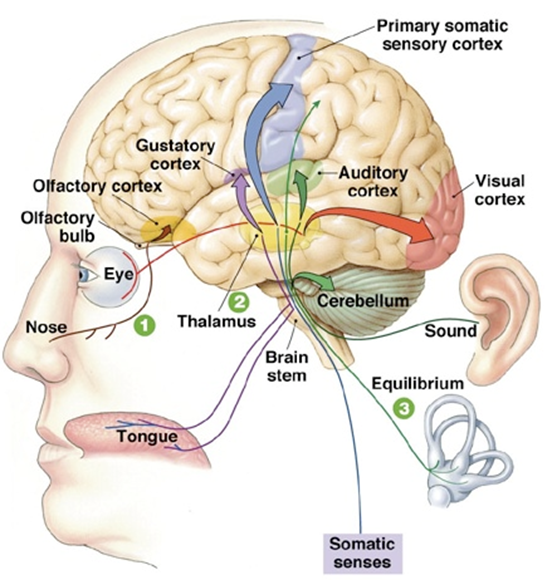 Primary somatic
sensory cortex
Gustatory
cortex
Olfactory cortex
Auditory
cortex
Visual
cortex
Olfactory
bulb
Eye
2
Cerebellum
Nose
1
Thalamus
Sound
Brain
stem
Equilibrium
3
Tongue
Somatic
senses